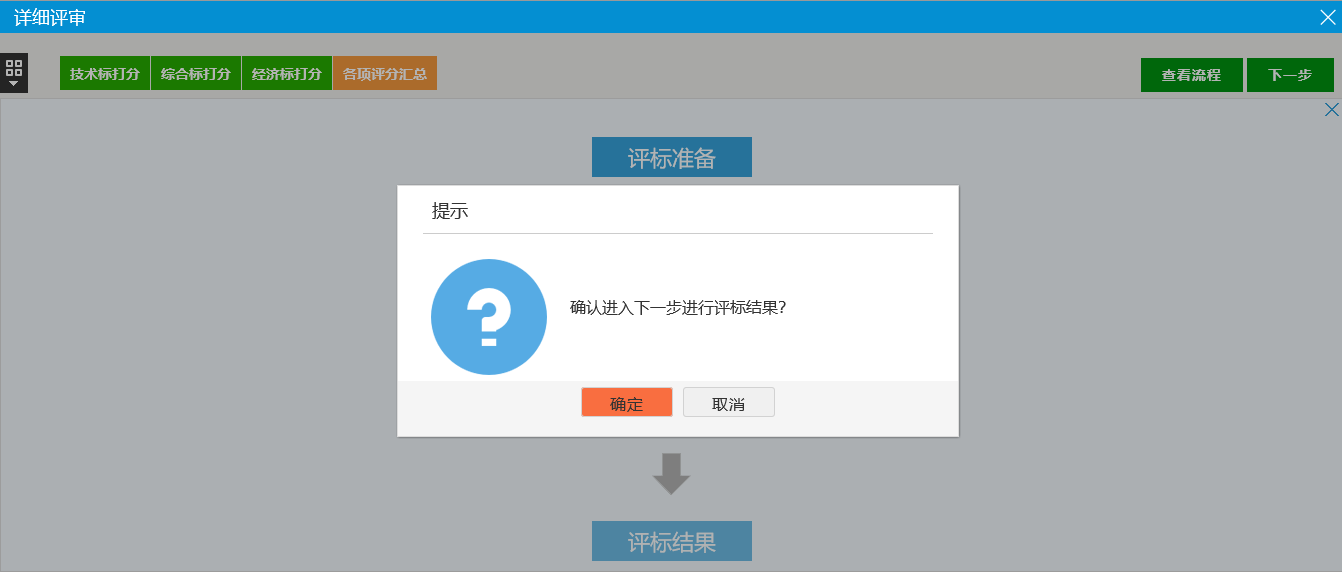 详细评审
技术标打分 综合标打分 经济标打分 各项评分汇总 查看流程 下一步
评标准备
提示
确认进入下一步进行评标结果?
确定 取消
评标结果